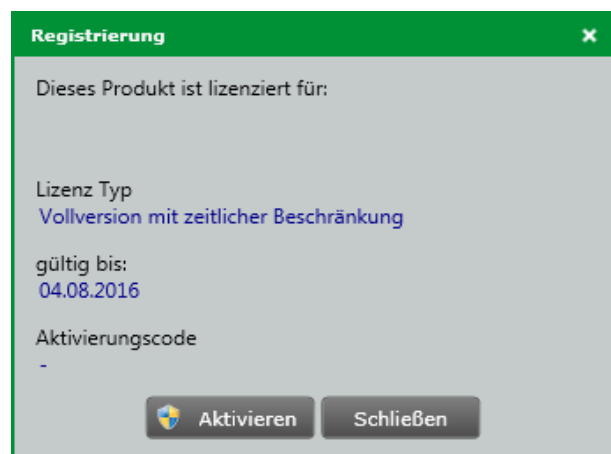 Registrierung
Dieses Produkt ist lizenziert für:
Lizenz Typ
Vollversion mit zeitlicher Beschränkung
gültig bis:
04.08.2016
Aktivierungscode
-
Aktivieren Schließen